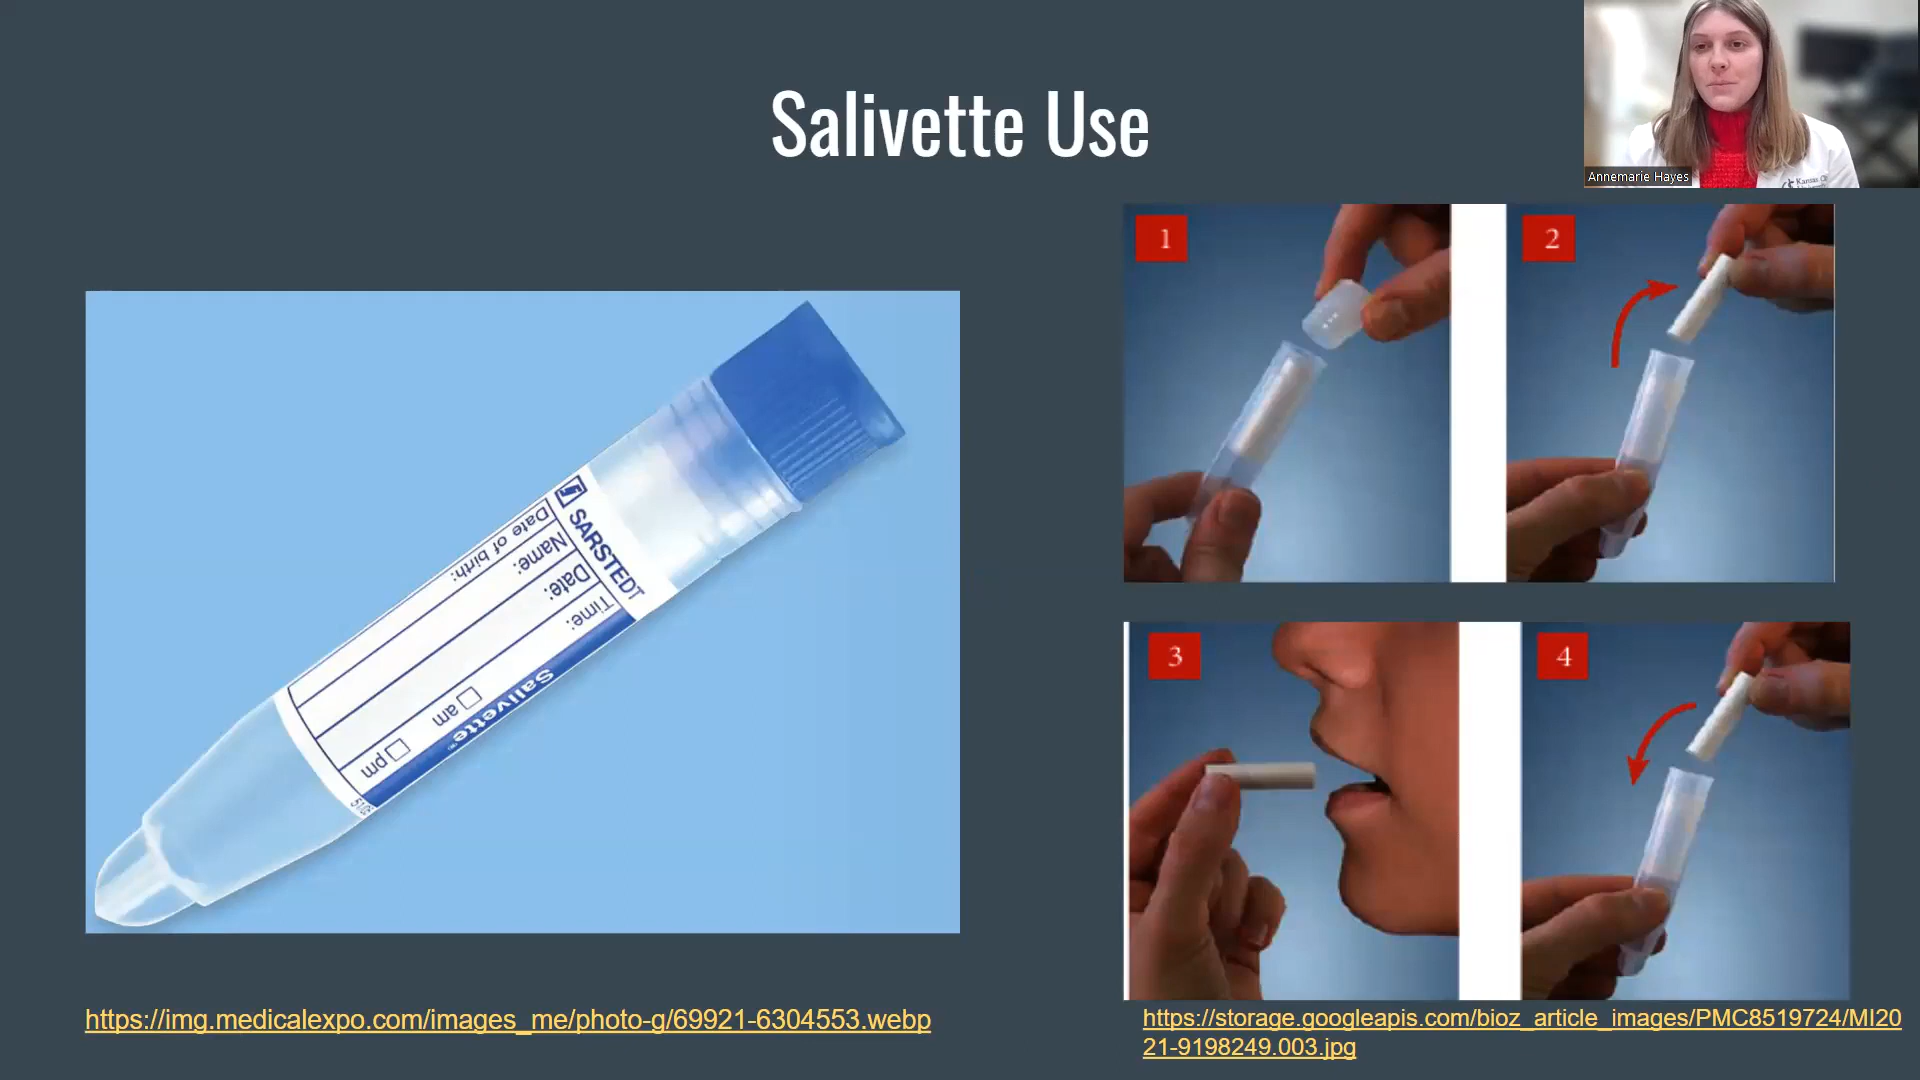 Salivette Use
Annemarie Hayes
Kansas Ci
1
2
SARSTEDT
Date of birth:
Name:
Date:
Time:
am
pm
Salivette®
3
4
https://img.medicalexpo.com/images_me/photo-g/69921-6304553.webp
https://storage.googleapis.com/bioz_article_images/PMC8519724/MI20
21-9198249.003.jpg